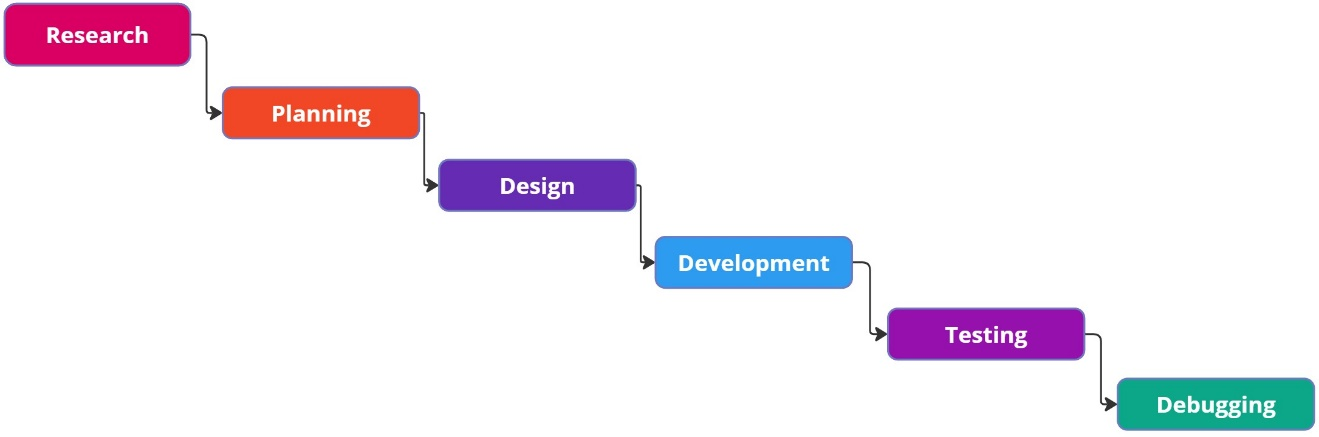 Research
Planning
Design
Development
Testing
Debugging